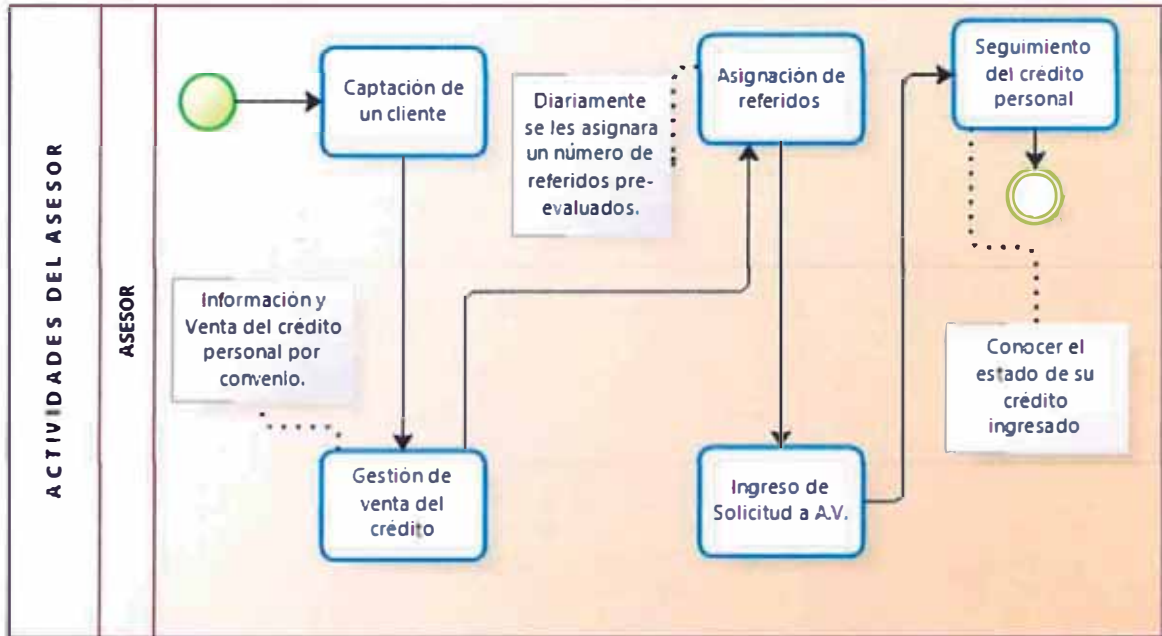 ACTIVIDADES DEL ASESOR
ASESOR
Captación de
un cliente
Información y
Venta del crédito
personal por
convenio.
Gestión de
venta del
crédito
Diariamente
se les asignara
un número de
referidos pre-
evaluados.
Asignación de
referidos
Ingreso de
Solicitud a A.V.
Seguimiento
del crédito
personal
Conocer el
estado de su
crédito
ingresado